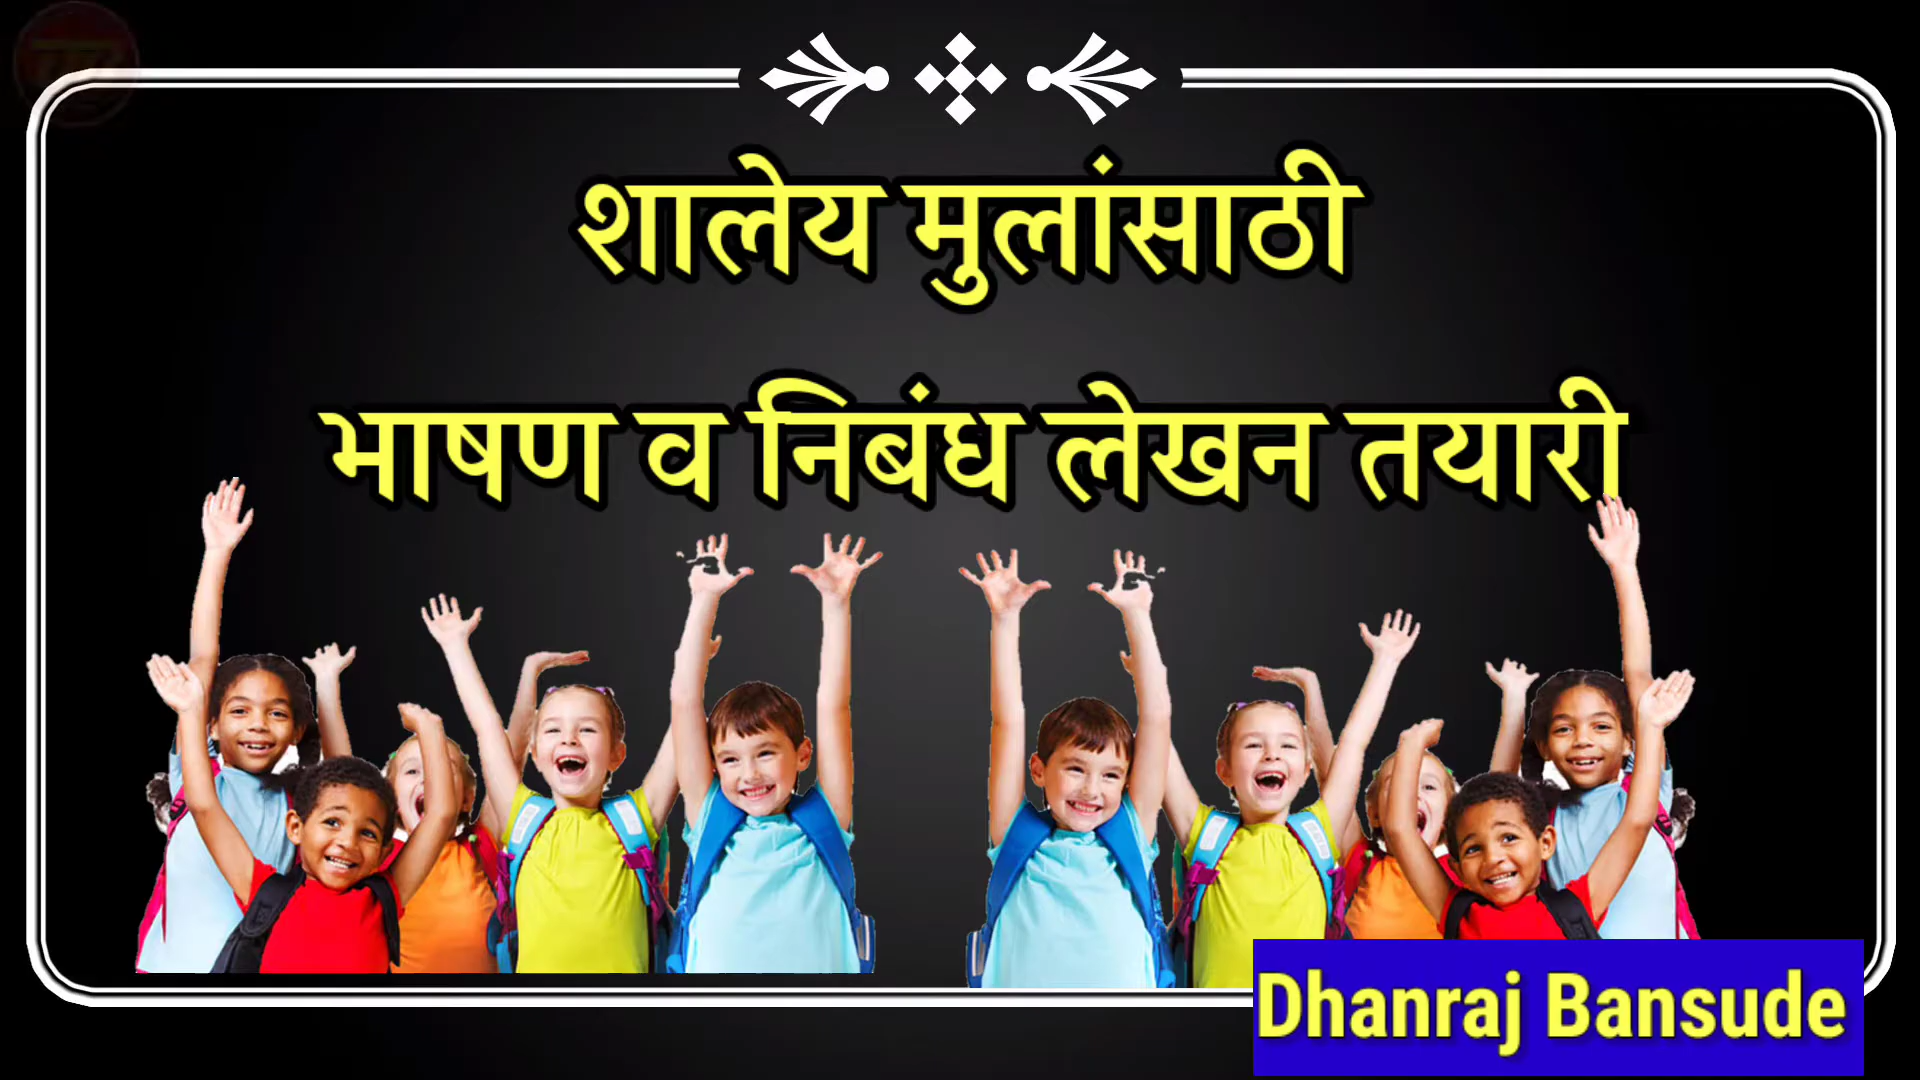 शालेय मुलांसाठी
भाषण व निबंध लेखन तयारी
Dhanraj Bansude